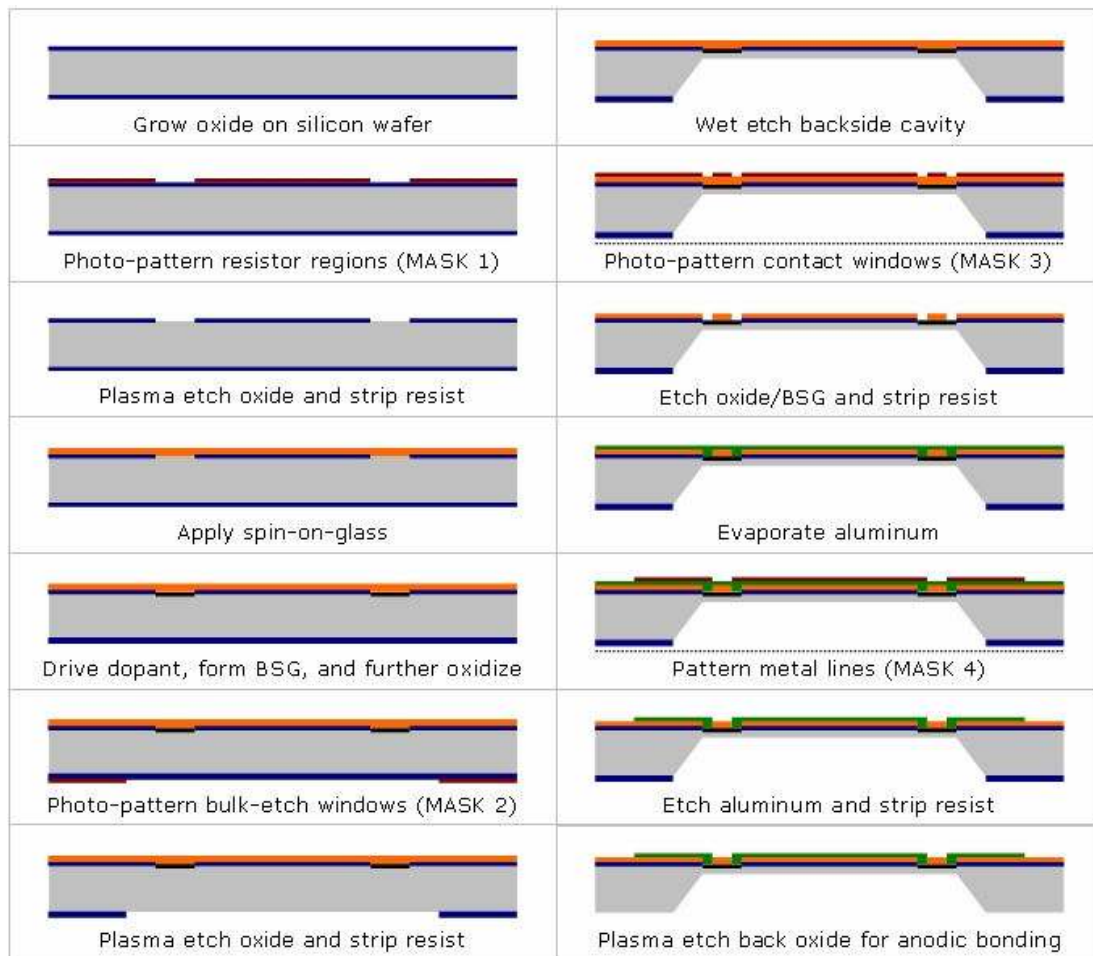 Grow oxide on silicon wafer
Photo-pattern resistor regions (MASK 1)
Plasma etch oxide and strip resist
Apply spin-on-glass
Drive dopant, form BSG, and further oxidize
Photo-pattern bulk-etch windows (MASK 2)
Plasma etch oxide and strip resist
Wet etch backside cavity
Photo-pattern contact windows (MASK 3)
Etch oxide/BSG and strip resist
Evaporate aluminum
Pattern metal lines (MASK 4)
Etch aluminum and strip resist
Plasma etch back oxide for anodic bonding